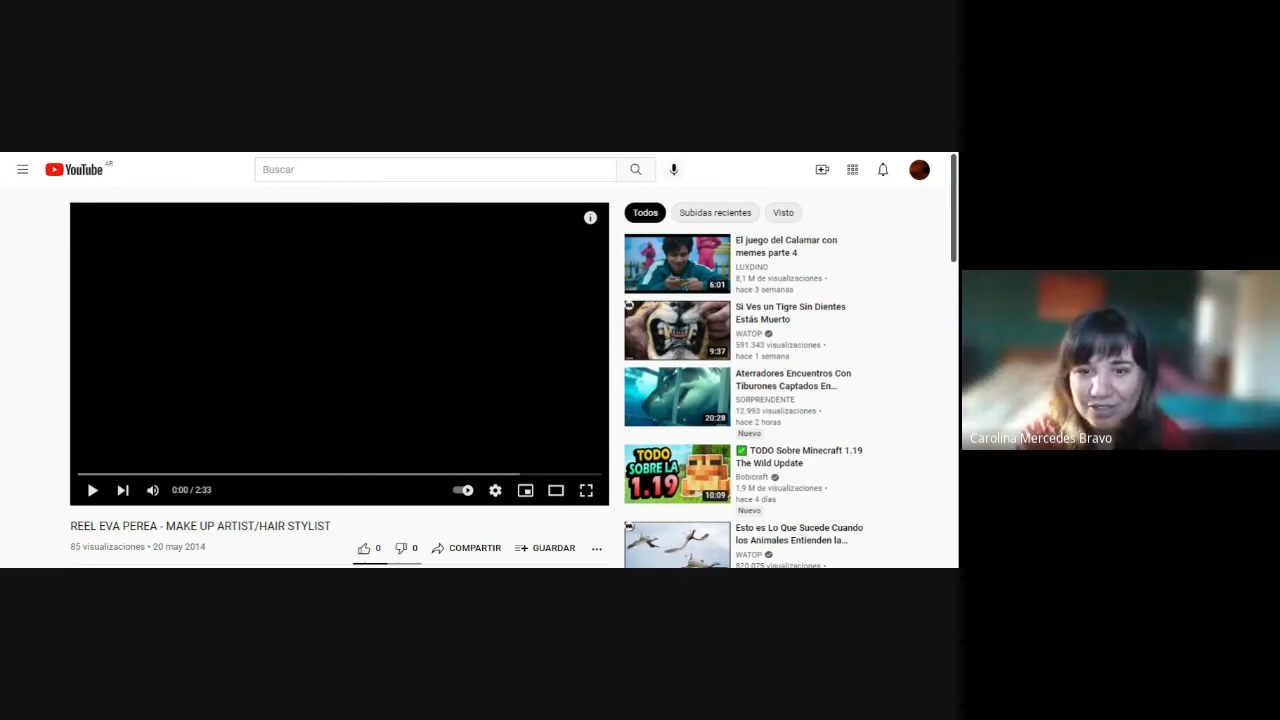 YouTube AR
Buscar
Todos
Subidas recientes
Visto
El juego del Calamar con
memes parte 4
LUXDINO
8,1 M de visualizaciones •
hace 3 semanas
6:01
Si Ves un Tigre Sin Dientes
Estás Muerto
WATOP
591.343 visualizaciones •
hace 1 semana
9:37
Aterradores Encuentros Con
Tiburones Captados En...
SORPRENDENTE
12.993 visualizaciones •
hace 2 horas
Nuevo
20:28
TODO
SOBRE LA
1.19
10:09
✅ TODO Sobre Minecraft 1.19
The Wild Update
Bobicraft
1,9 M de visualizaciones •
hace 4 días
Nuevo
Esto es Lo Que Sucede Cuando
los Animales Entienden la...
WATOP
820.075 visualizaciones •
0:00 / 2:33
REEL EVA PEREA - MAKE UP ARTIST/HAIR STYLIST
85 visualizaciones • 20 may 2014
0
0
COMPARTIR
GUARDAR
Carolina Mercedes Bravo